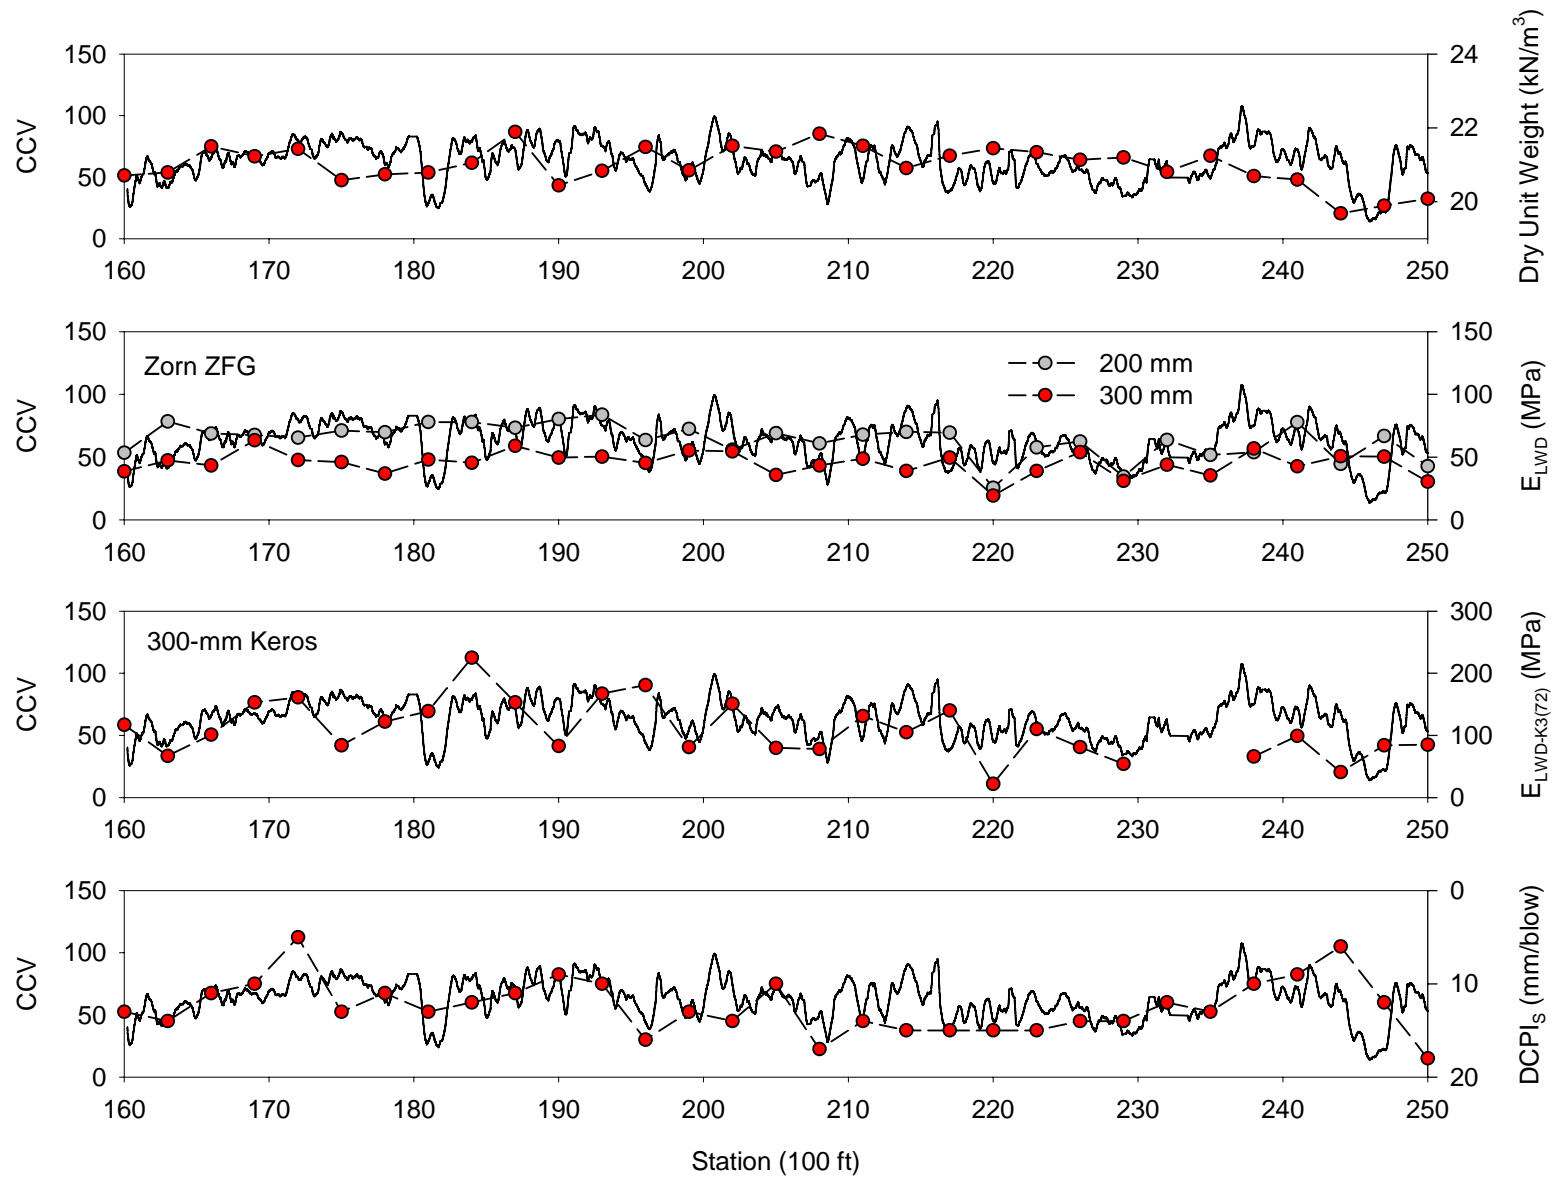 150
100
50
0
CCV
24
22
20
Dry Unit Weight (kN/m³)
160 170 180 190 200 210 220 230 240 250
Zorn ZFG
200 mm
300 mm
150
100
50
0
CCV
150
100
50
0
E_LWD (MPa)
160 170 180 190 200 210 220 230 240 250
300-mm Keros
150
100
50
0
CCV
300
200
100
0
E_LWD-K3(72) (MPa)
160 170 180 190 200 210 220 230 240 250
150
100
50
0
CCV
0
10
20
DCPI_S (mm/blow)
160 170 180 190 200 210 220 230 240 250
Station (100 ft)